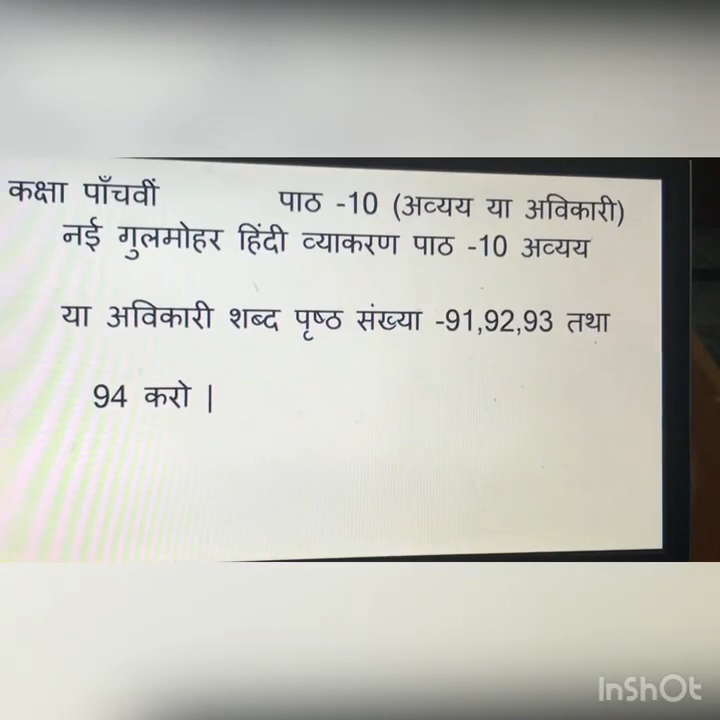 कक्षा पाँचवीं पाठ -10 (अव्यय या अविकारी)
नई गुलमोहर हिंदी व्याकरण पाठ -10 अव्यय
या अविकारी शब्द पृष्ठ संख्या -91,92,93 तथा
94 करो |
InShOt